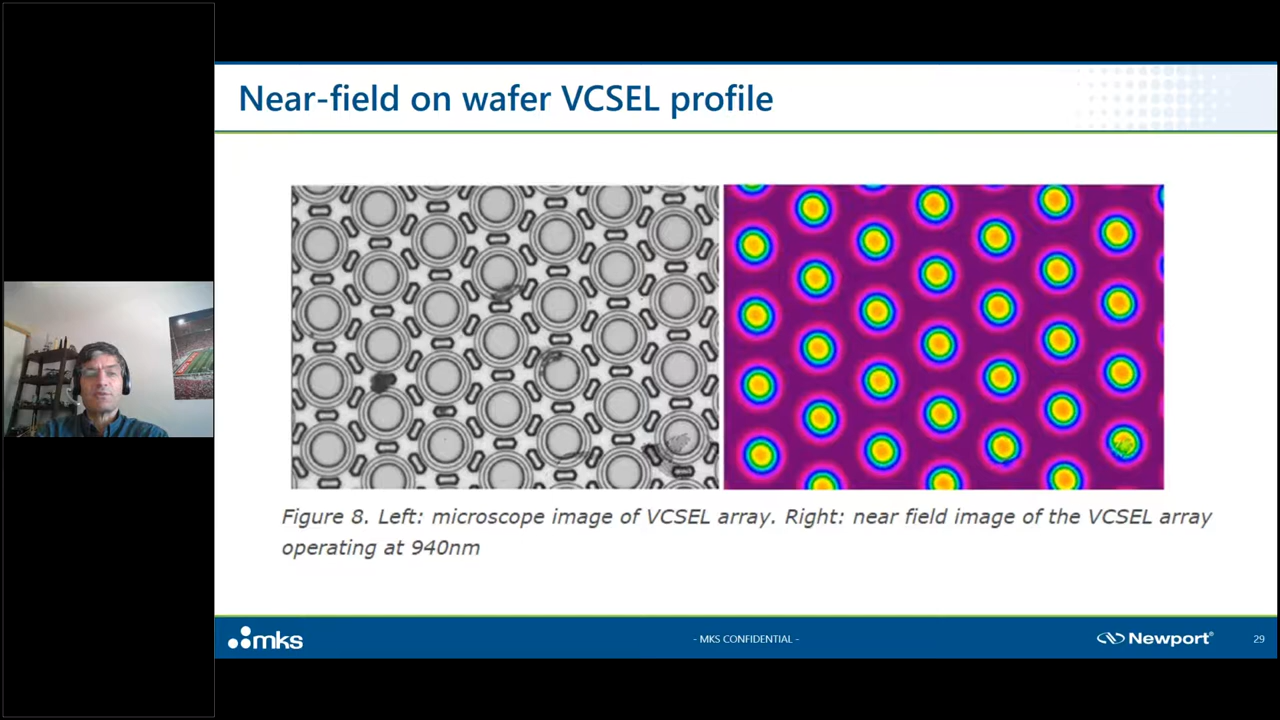 Near-field on wafer VCSEL profile
Figure 8. Left: microscope image of VCSEL array. Right: near field image of the VCSEL array
operating at 940nm
mks
- MKS CONFIDENTIAL -
Newport®
29